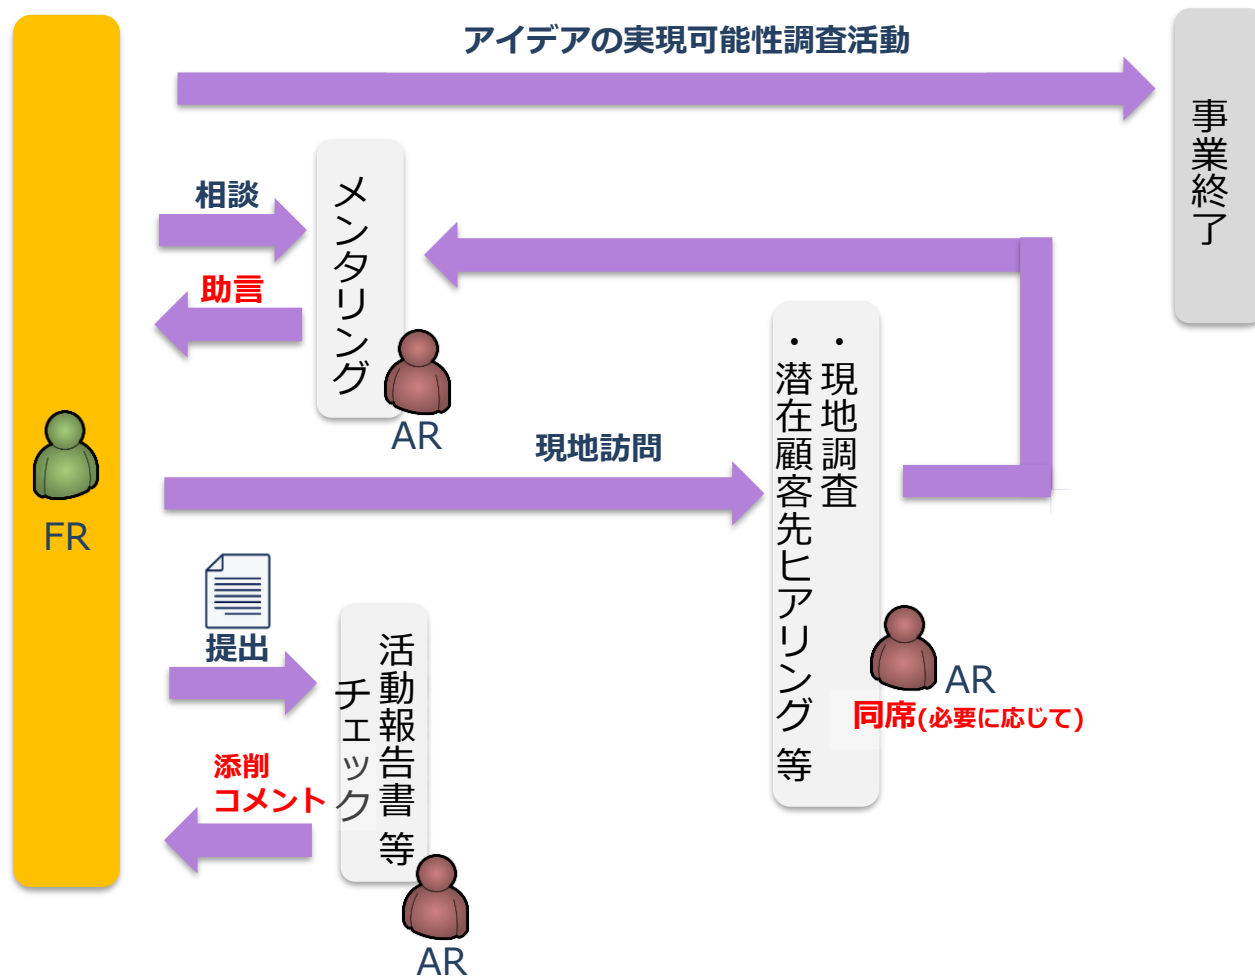 アイデアの実現可能性調査活動
事業終了
相談
メンタリング
助言
AR
現地訪問
・現地調査
・潜在顧客先ヒアリング 等
FR
提出
活動報告書 等
チェック
AR
同席(必要に応じて)
添削
コメント
AR